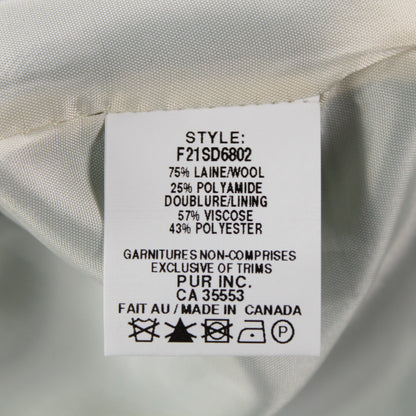 STYLE:
F21SD6802
75% LAINE/WOOL
25% POLYAMIDE
DOUBLURE/LINING
57% VISCOSE
43% POLYESTER
GARNITURES NON-COMPRISES
EXCLUSIVE OF TRIMS
PUR INC.
CA 35553
FAIT AU / MADE IN CANADA
P